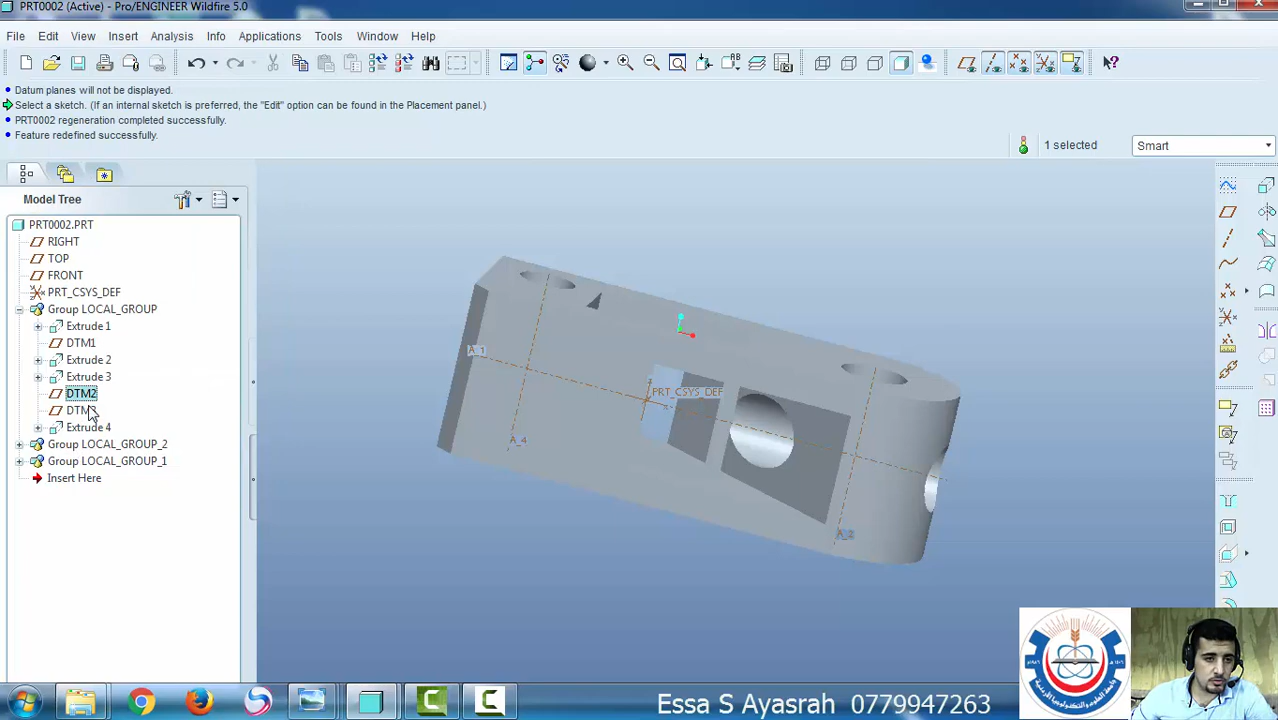 PRT0002 (Active) - Pro/ENGINEER Wildfire 5.0
File Edit View Insert Analysis Info Applications Tools Window Help
Datum planes will not be displayed.
Select a sketch. (If an internal sketch is preferred, the "Edit" option can be found in the Placement panel.)
PRT0002 regeneration completed successfully.
Feature redefined successfully.
1 selected
Smart
Model Tree
PRT0002.PRT
RIGHT
TOP
FRONT
PRT_CSYS_DEF
Group LOCAL_GROUP
Extrude 1
DTM1
Extrude 2
Extrude 3
DTM2
Extrude 4
Group LOCAL_GROUP_2
Group LOCAL_GROUP_1
Insert Here
A_1
PRT_CSYS_DEF
A_4
A_2
Essa S Ayasrah 0779947263